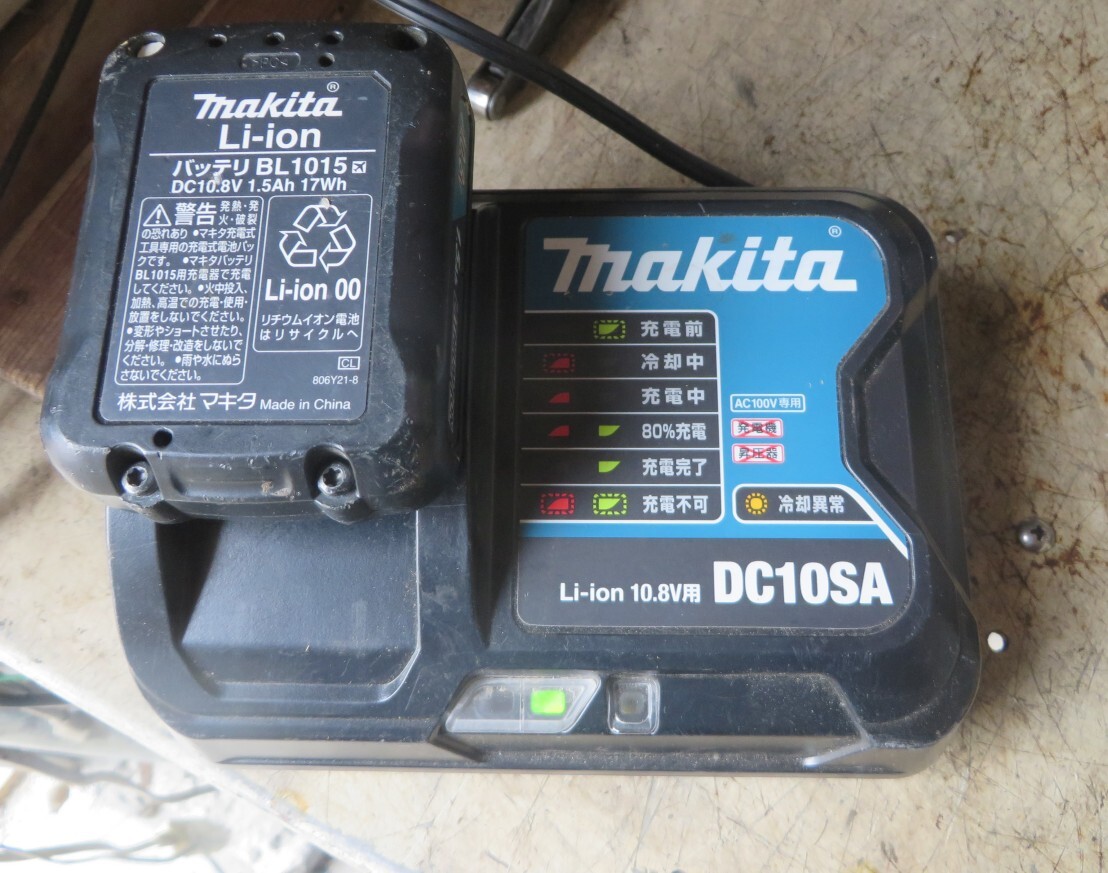 >PC<
makita®
Li-ion
バッテリ BL1015
DC10.8V 1.5Ah 17Wh
警告 発熱・発
火・破裂
の恐れあり ●マキタ充電式
工具専用の充電式電池パッ
クです。 ●マキタバッテリ
BL1015用充電器で充電
してください。 ●火中投入、
加熱、高温での充電・使用・
放置をしないでください。
●変形やショートさせたり、
分解・修理・改造をしないで
ください。 ●雨や水にぬら
さないでください。
Li-ion 00
リチウムイオン電池
はリサイクルへ
CL
806Y21-8
株式会社 マキタ Made in China
makita®
充電前
冷却中
充電中
80%充電
充電完了
充電不可
AC100V専用
発電機
昇圧器
冷却異常
Li-ion 10.8V用 DC10SA